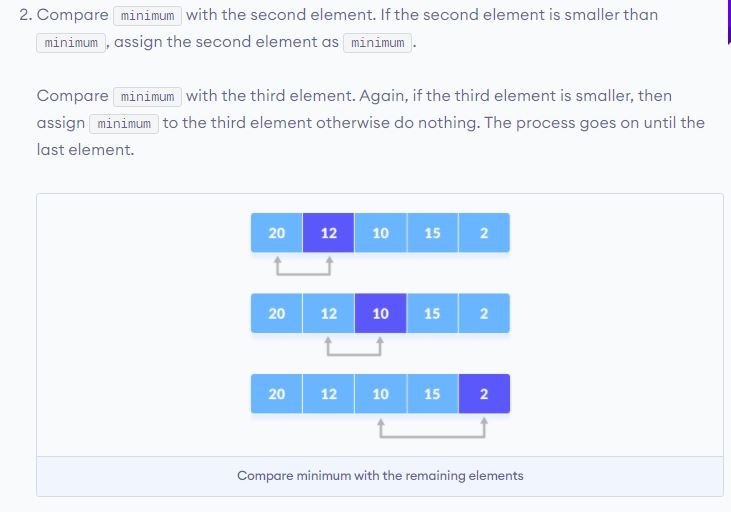 2. Compare minimum with the second element. If the second element is smaller than
minimum, assign the second element as minimum.
Compare minimum with the third element. Again, if the third element is smaller, then
assign minimum to the third element otherwise do nothing. The process goes on until the
last element.
20 12 10 15 2
20 12 10 15 2
20 12 10 15 2
Compare minimum with the remaining elements